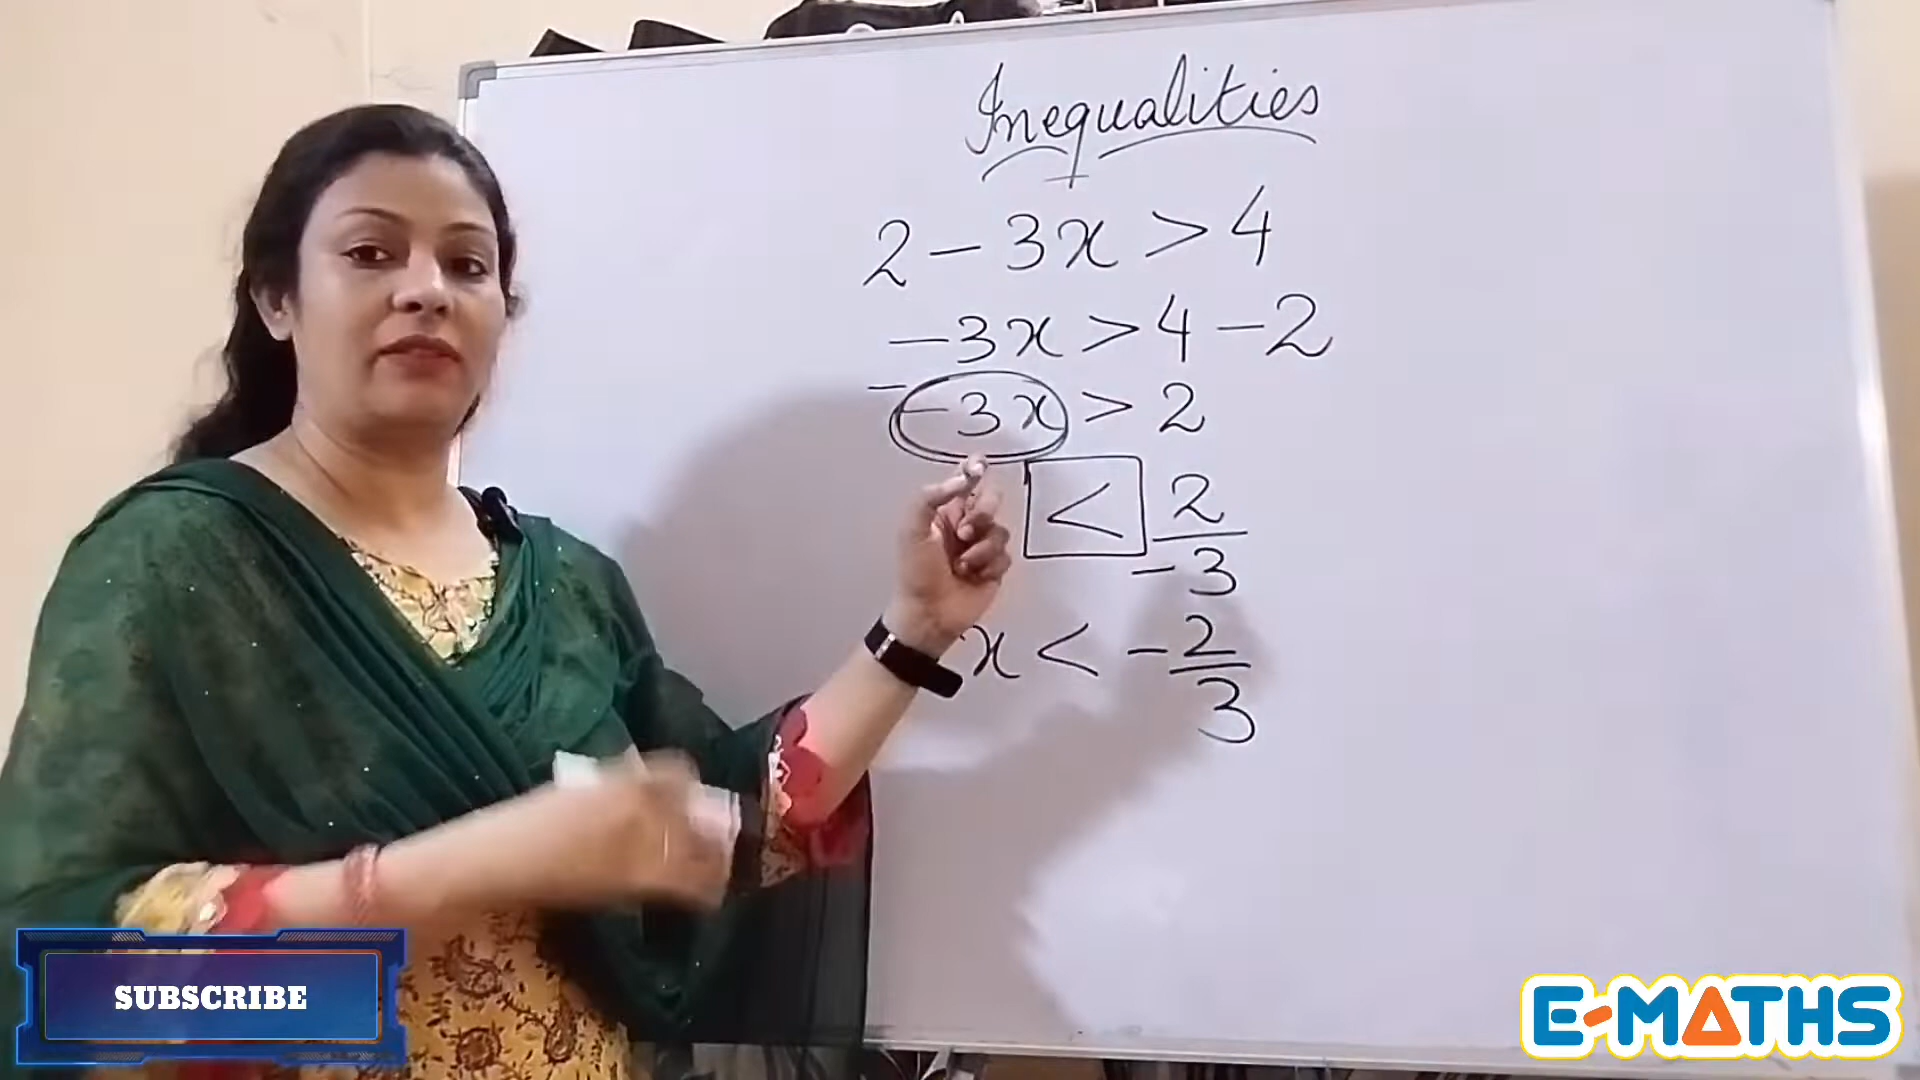 Inequalities
2 - 3x > 4
-3x > 4 - 2
- -3x > 2
< 2/-3
x < -2/3
SUBSCRIBE
E-MATHS